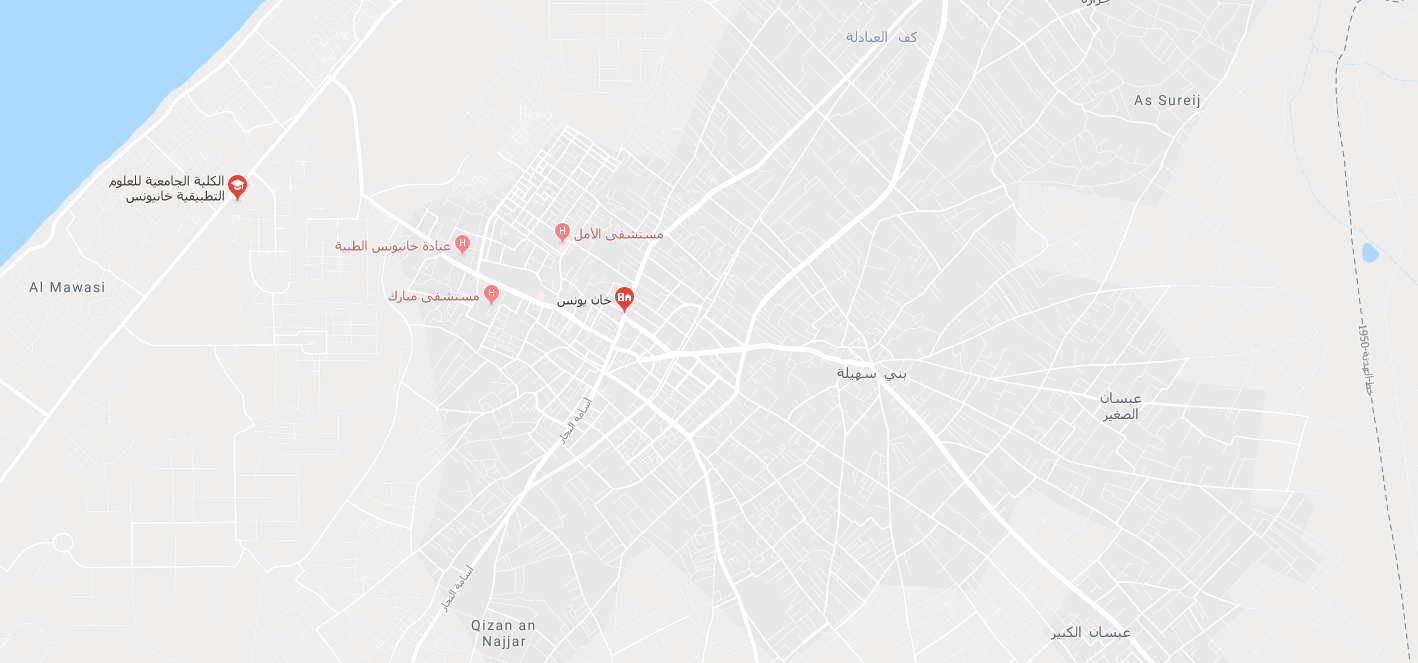 جرارة
كف العبادلة
As Sureij
الكلية الجامعية للعلوم
التطبيقية خانيونس
مستشفى الأمل
عيادة خانيونس الطبية
Al Mawasi
مستشفى مبارك
خان يونس
خط الهدنة 1950
بني سهيلة
عبسان
الصغير
أسامة النجار
أسامة النجار
Qizan an
Najjar
عبسان الكبير